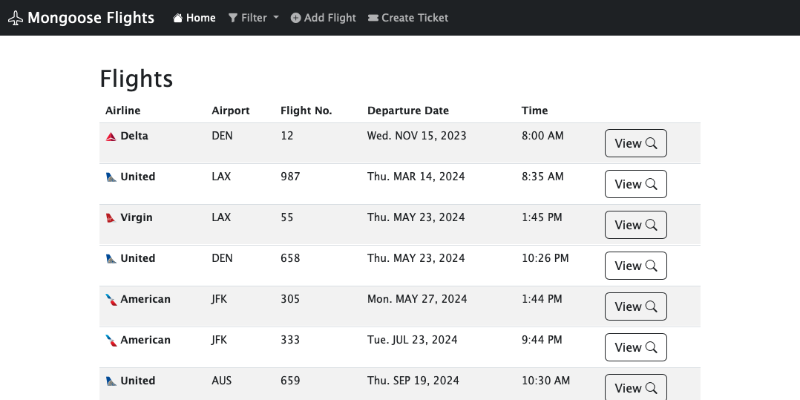 Mongoose Flights Home Filter Add Flight Create Ticket
Flights
Airline Airport Flight No. Departure Date Time
Delta DEN 12 Wed. NOV 15, 2023 8:00 AM View
United LAX 987 Thu. MAR 14, 2024 8:35 AM View
Virgin LAX 55 Thu. MAY 23, 2024 1:45 PM View
United DEN 658 Thu. MAY 23, 2024 10:26 PM View
American JFK 305 Mon. MAY 27, 2024 1:44 PM View
American JFK 333 Tue. JUL 23, 2024 9:44 PM View
United AUS 659 Thu. SEP 19, 2024 10:30 AM View